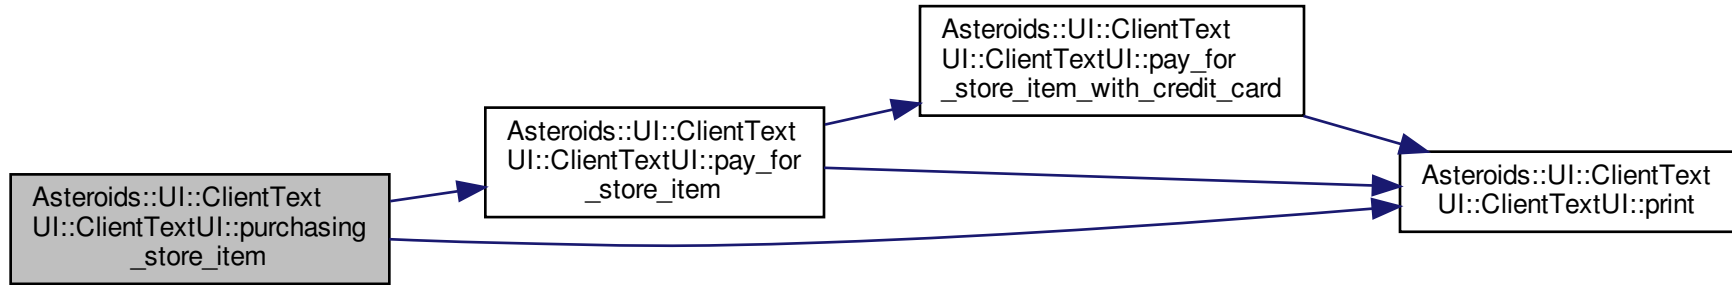 Asteroids::UI::ClientText
UI::ClientTextUI::purchasing
_store_item
Asteroids::UI::ClientText
UI::ClientTextUI::pay_for
_store_item
Asteroids::UI::ClientText
UI::ClientTextUI::pay_for
_store_item_with_credit_card
Asteroids::UI::ClientText
UI::ClientTextUI::print